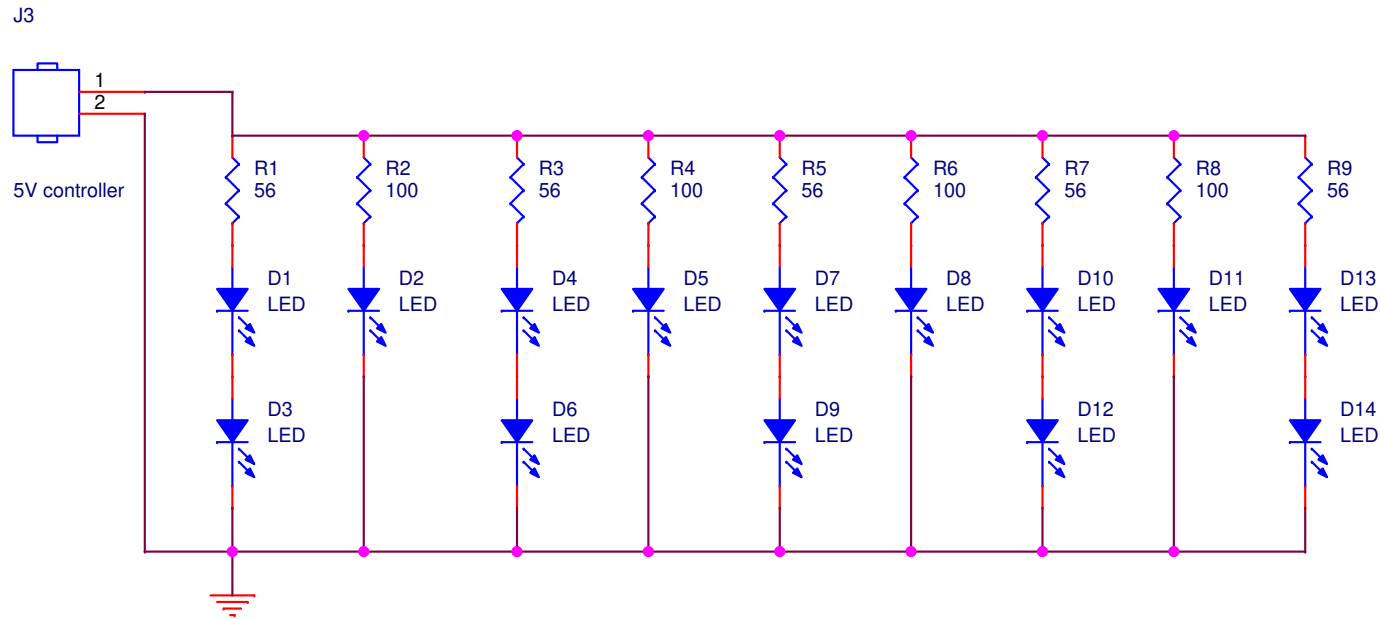 J3
1
2
5V controller
R1
56
R2
100
R3
56
R4
100
R5
56
R6
100
R7
56
R8
100
R9
56
D1
LED
D2
LED
D4
LED
D5
LED
D7
LED
D8
LED
D10
LED
D11
LED
D13
LED
D3
LED
D6
LED
D9
LED
D12
LED
D14
LED